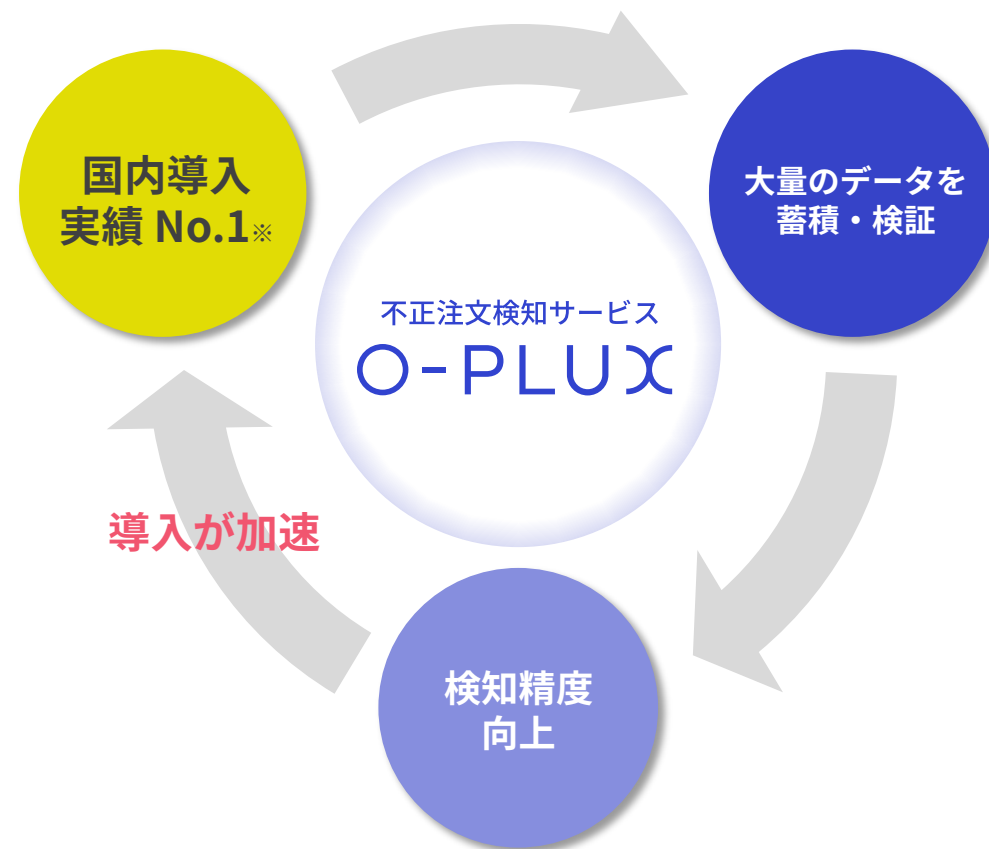 国内導入
実績 No.1※
大量のデータを
蓄積・検証
不正注文検知サービス
O-PLUX
導入が加速
検知精度
向上